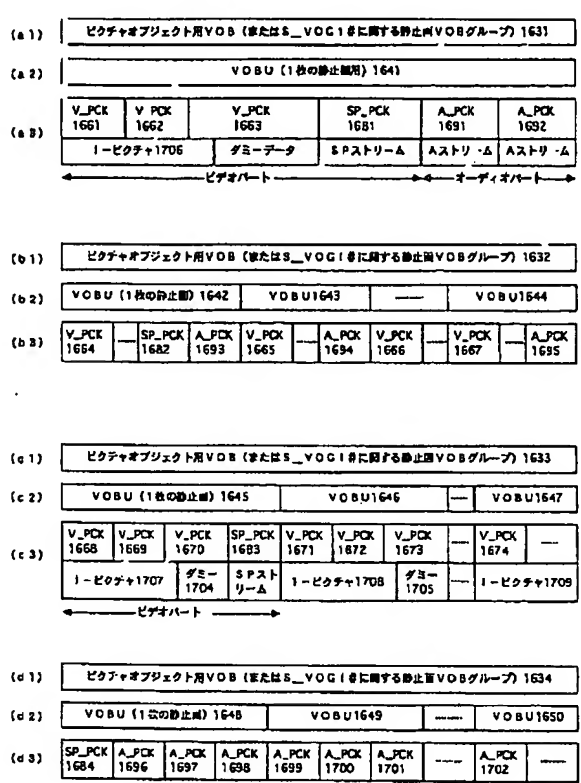 (a1) ピクチャオブジェクト用VOB (またはS__VOGI#に関する静止画VOBグループ) 1631
(a2) VOBU (1枚の静止画用) 1641
(a3) V_PCK 1661 V_PCK 1662 V_PCK 1663 SP_PCK 1681 A_PCK 1691 A_PCK 1692
I-ピクチャ1706 ダミーデータ SPストリーム Aストリーム Aストリーム
ビデオパート オーディオパート
(b1) ピクチャオブジェクト用VOB (またはS__VOGI#に関する静止画VOBグループ) 1632
(b2) VOBU (1枚の静止画) 1642 VOBU1643 VOBU1644
(b3) V_PCK 1664 SP_PCK 1682 A_PCK 1693 V_PCK 1665 A_PCK 1694 V_PCK 1666 V_PCK 1667 A_PCK 1695
(c1) ピクチャオブジェクト用VOB (またはS__VOGI#に関する静止画VOBグループ) 1633
(c2) VOBU (1枚の静止画) 1645 VOBU1646 VOBU1647
(c3) V_PCK 1668 V_PCK 1669 V_PCK 1670 SP_PCK 1683 V_PCK 1671 V_PCK 1672 V_PCK 1673 V_PCK 1674
I-ピクチャ1707 ダミー 1704 SPストリーム I-ピクチャ1708 ダミー 1705 I-ピクチャ1709
ビデオパート
(d1) ピクチャオブジェクト用VOB (またはS__VOGI#に関する静止画VOBグループ) 1634
(d2) VOBU (1枚の静止画) 1648 VOBU1649 VOBU1650
(d3) SP_PCK 1684 A_PCK 1696 A_PCK 1697 A_PCK 1698 A_PCK 1699 A_PCK 1700 A_PCK 1701 A_PCK 1702